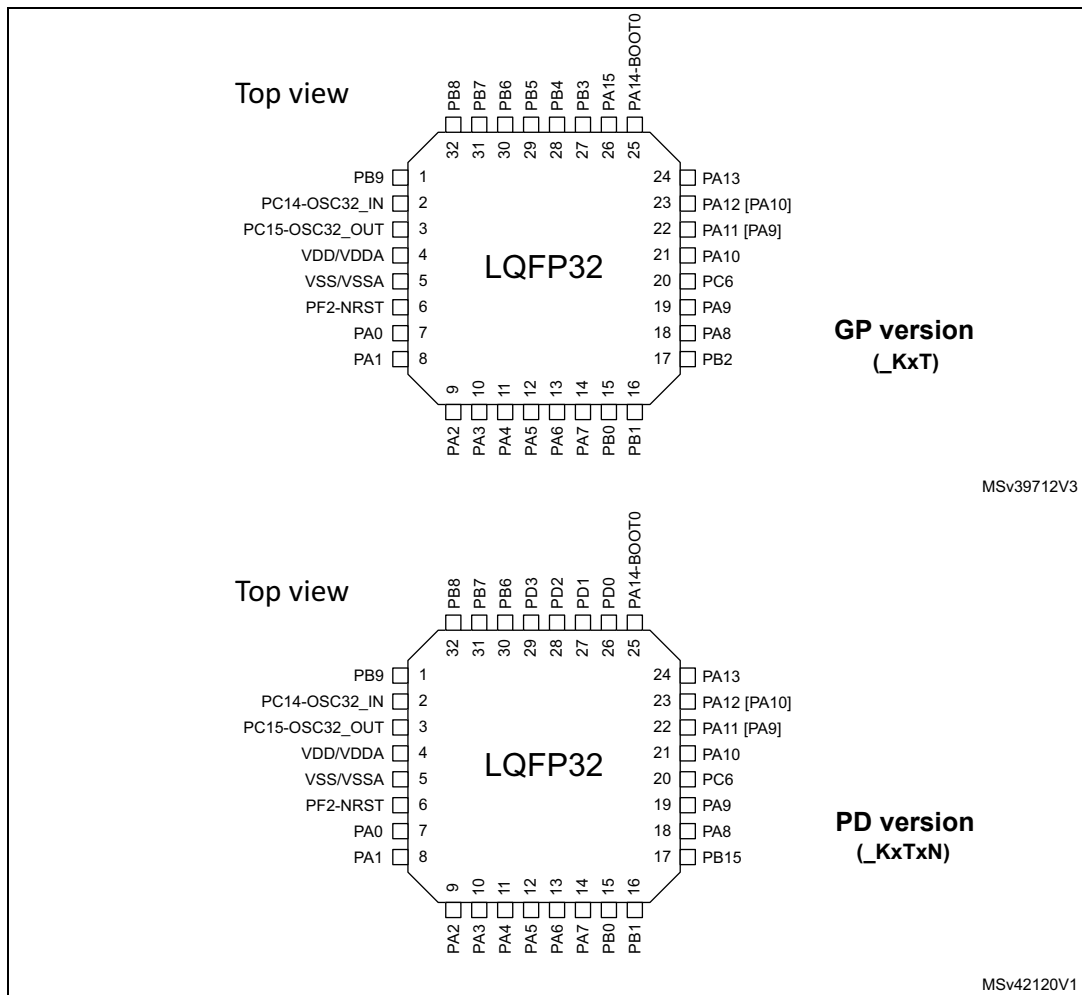 Top view
PB8 PB7 PB6 PB5 PB4 PB3 PA15 PA14-BOOT0
32 31 30 29 28 27 26 25
PB9 1 24 PA13
PC14-OSC32_IN 2 23 PA12 [PA10]
PC15-OSC32_OUT 3 22 PA11 [PA9]
VDD/VDDA 4 21 PA10
LQFP32
VSS/VSSA 5 20 PC6
PF2-NRST 6 19 PA9
PA0 7 18 PA8
PA1 8 17 PB2
GP version
(_KxT)
9 10 11 12 13 14 15 16
PA2 PA3 PA4 PA5 PA6 PA7 PB0 PB1
MSv39712V3
Top view
PB8 PB7 PB6 PD3 PD2 PD1 PD0 PA14-BOOT0
32 31 30 29 28 27 26 25
PB9 1 24 PA13
PC14-OSC32_IN 2 23 PA12 [PA10]
PC15-OSC32_OUT 3 22 PA11 [PA9]
VDD/VDDA 4 21 PA10
LQFP32
VSS/VSSA 5 20 PC6
PF2-NRST 6 19 PA9
PA0 7 18 PA8
PA1 8 17 PB15
PD version
(_KxTxN)
9 10 11 12 13 14 15 16
PA2 PA3 PA4 PA5 PA6 PA7 PB0 PB1
MSv42120V1